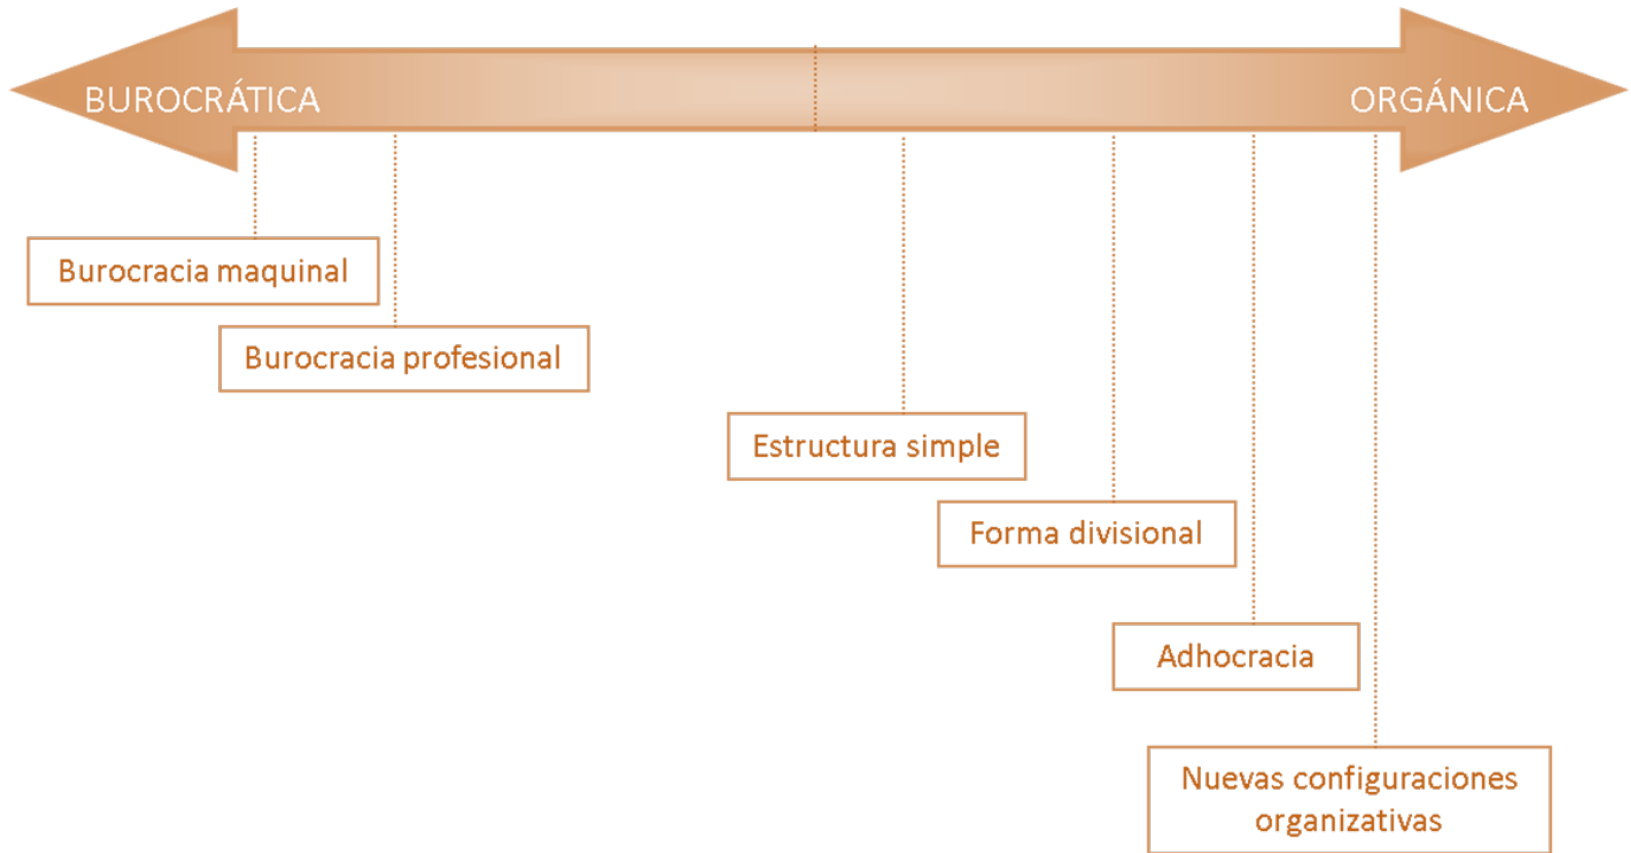 BUROCRÁTICA
ORGÁNICA
Burocracia maquinal
Burocracia profesional
Estructura simple
Forma divisional
Adhocracia
Nuevas configuraciones
organizativas